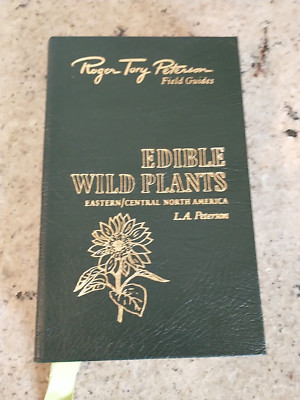 Roger Tory Peterson
Field Guides
EDIBLE
WILD PLANTS
EASTERN/CENTRAL NORTH AMERICA
L.A. Peterson